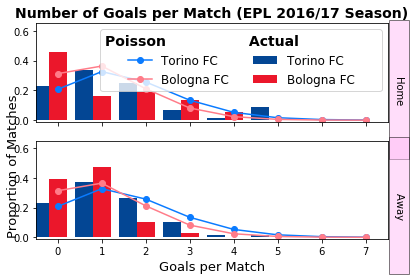 Number of Goals per Match (EPL 2016/17 Season)
Poisson Actual
Torino FC Torino FC
Bologna FC Bologna FC
0.6
0.4
0.2
0.0
Home
0.6
0.4
0.2
0.0
Away
Proportion of Matches
0 1 2 3 4 5 6 7
Goals per Match